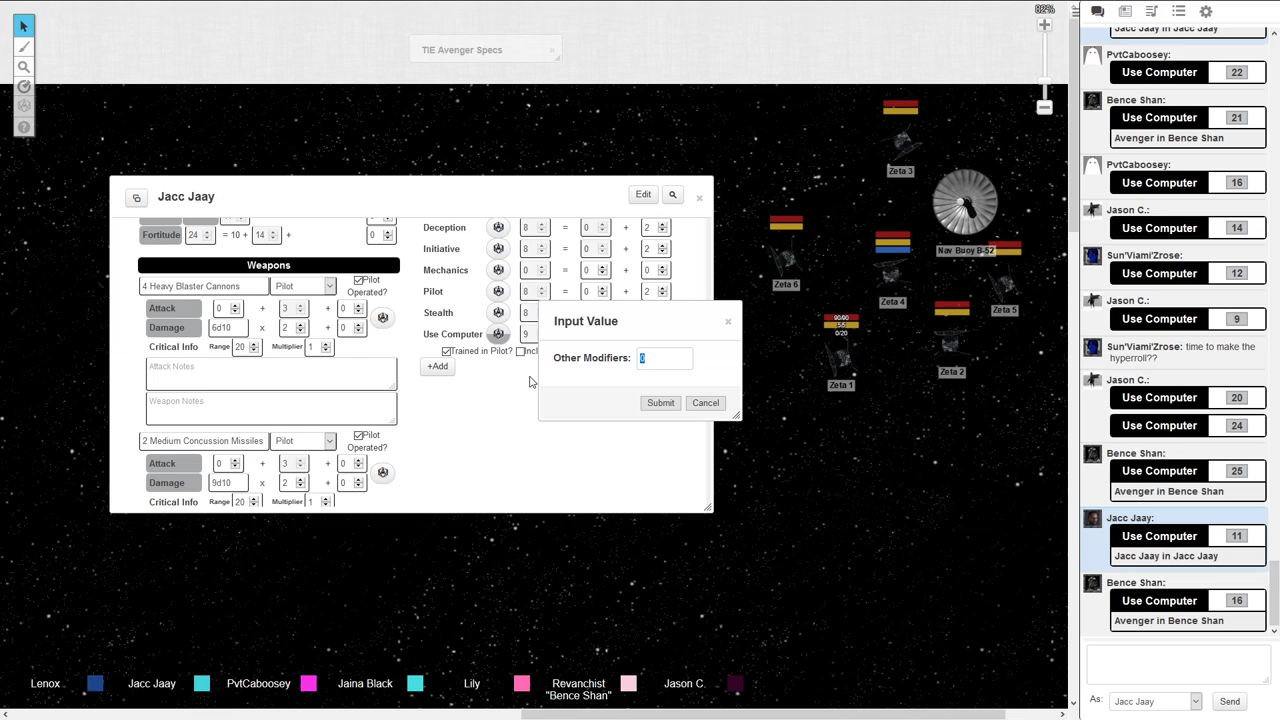 82%
TIE Avenger Specs
Jacc Jaay
Edit
Fortitude 24 = 10 + 14 + 0
Weapons
4 Heavy Blaster Cannons Pilot Pilot
Operated?
Attack 0 + 3 + 0
Damage 6d10 x 2 + 0
Critical Info Range 20 Multiplier 1
Attack Notes
Weapon Notes
2 Medium Concussion Missiles Pilot Pilot
Operated?
Attack 0 + 3 + 0
Damage 9d10 x 2 + 0
Critical Info Range 20 Multiplier 1
Deception 8 = 0 + 2
Initiative 8 = 0 + 2
Mechanics 8 = 0 + 0
Pilot 8 = 0 + 2
Stealth 8
Use Computer 9
Trained in Pilot? Incl
+Add
Input Value
Other Modifiers: 0
Submit Cancel
Zeta 3
Nav Buoy B-52
Zeta 6
Zeta 4
Zeta 5
90/90
5/5
0/20
Zeta 1
Zeta 2
Lenox
Jacc Jaay
PvtCaboosey
Jaina Black
Lily
Revanchist
"Bence Shan"
Jason C.
Jacc Jaay in Jacc Jaay
PvtCaboosey:
Use Computer 22
Bence Shan:
Use Computer 21
Avenger in Bence Shan
PvtCaboosey:
Use Computer 16
Jason C.:
Use Computer 14
Sun'Viami'Zrose:
Use Computer 12
Jason C.:
Use Computer 9
Sun'Viami'Zrose: time to make the
hyperroll??
Jason C.:
Use Computer 20
Use Computer 24
Bence Shan:
Use Computer 25
Avenger in Bence Shan
Jacc Jaay:
Use Computer 11
Jacc Jaay in Jacc Jaay
Bence Shan:
Use Computer 16
Avenger in Bence Shan
As: Jacc Jaay Send